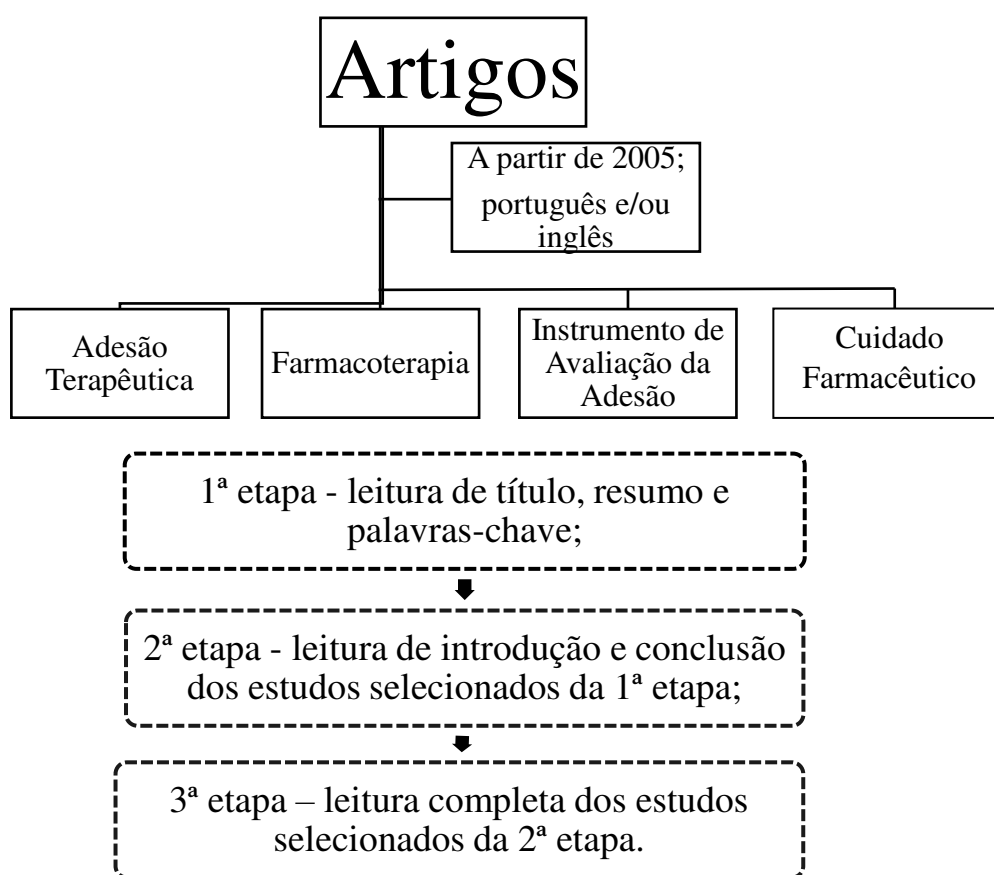 Artigos
A partir de 2005;
português e/ou
inglês
Adesão
Terapêutica
Farmacoterapia
Instrumento de
Avaliação da
Adesão
Cuidado
Farmacêutico
1ª etapa - leitura de título, resumo e
palavras-chave;
2ª etapa - leitura de introdução e conclusão
dos estudos selecionados da 1ª etapa;
3ª etapa – leitura completa dos estudos
selecionados da 2ª etapa.